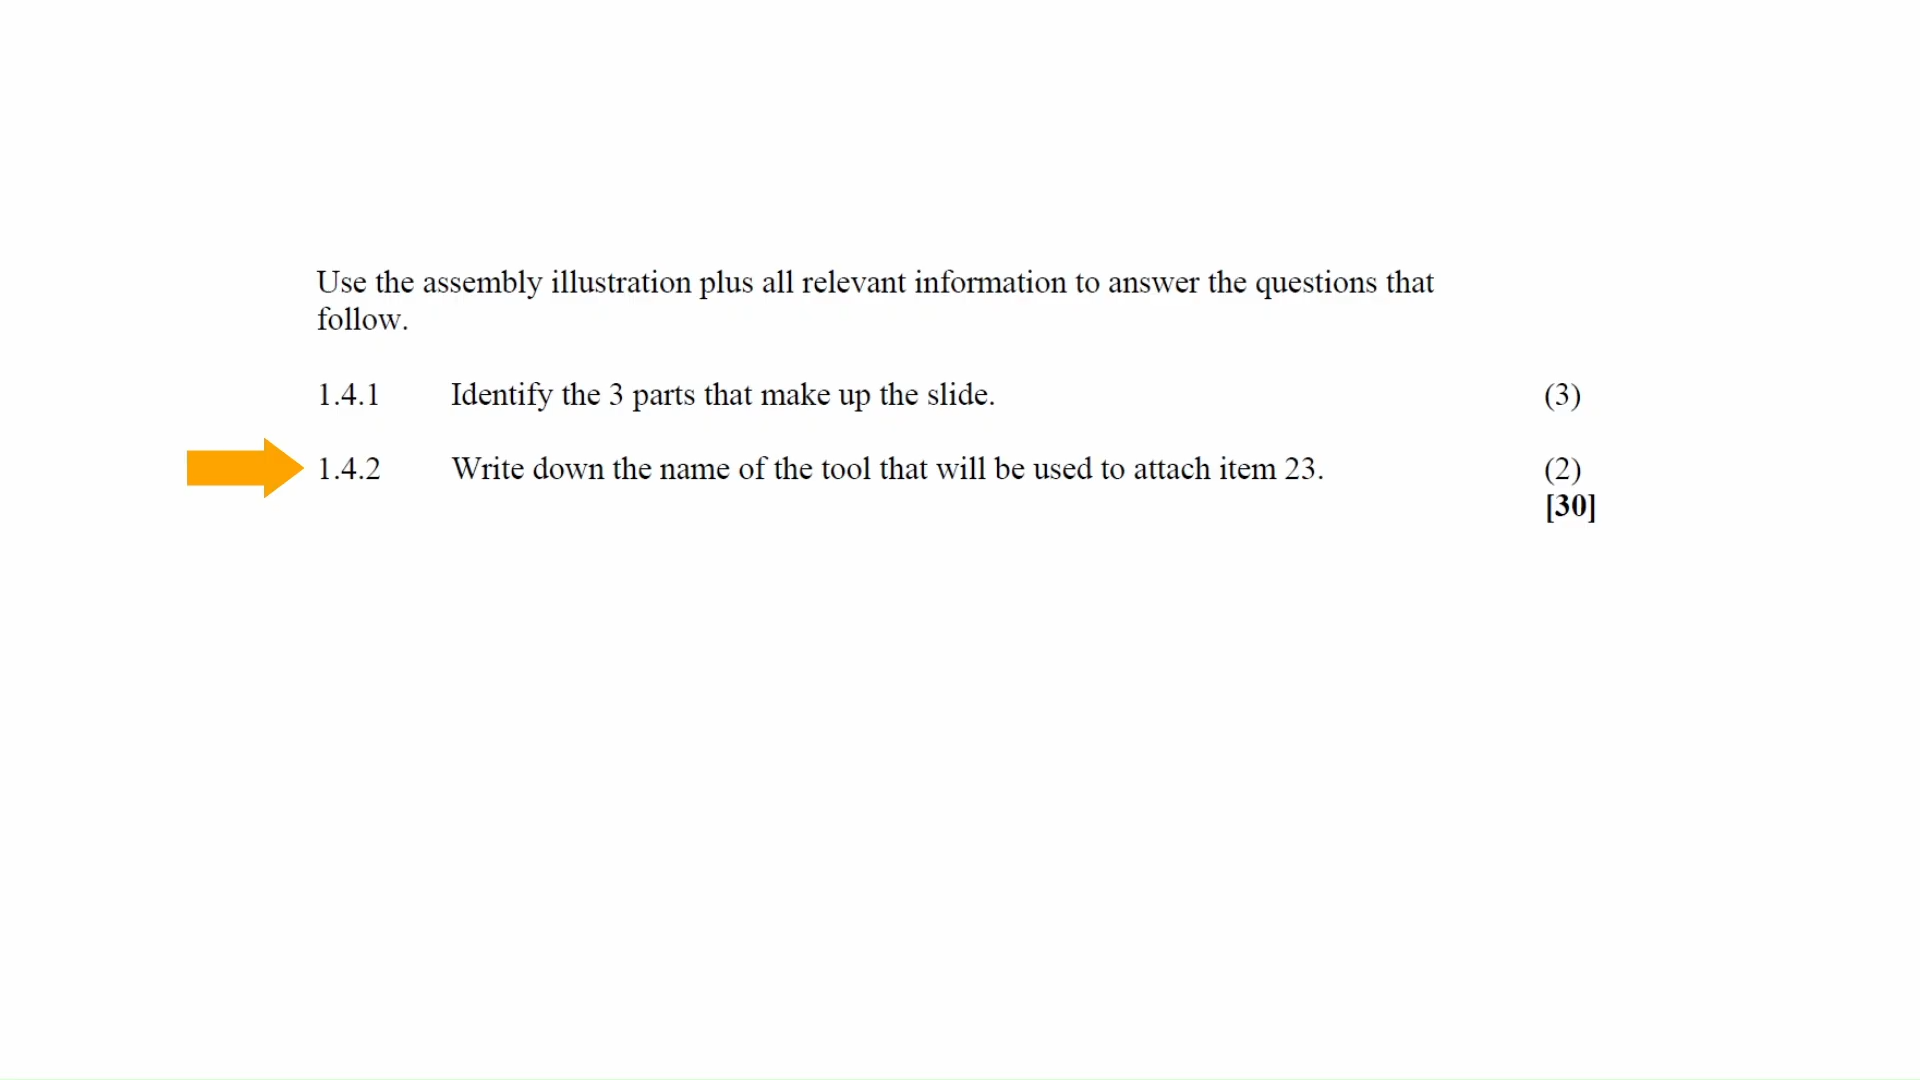 Use the assembly illustration plus all relevant information to answer the questions that
follow.
1.4.1 Identify the 3 parts that make up the slide. (3)
1.4.2 Write down the name of the tool that will be used to attach item 23. (2)
[30]